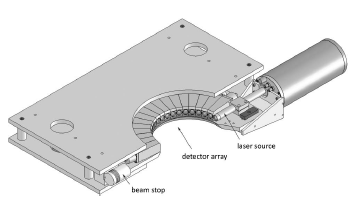 laser source
detector array
beam stop